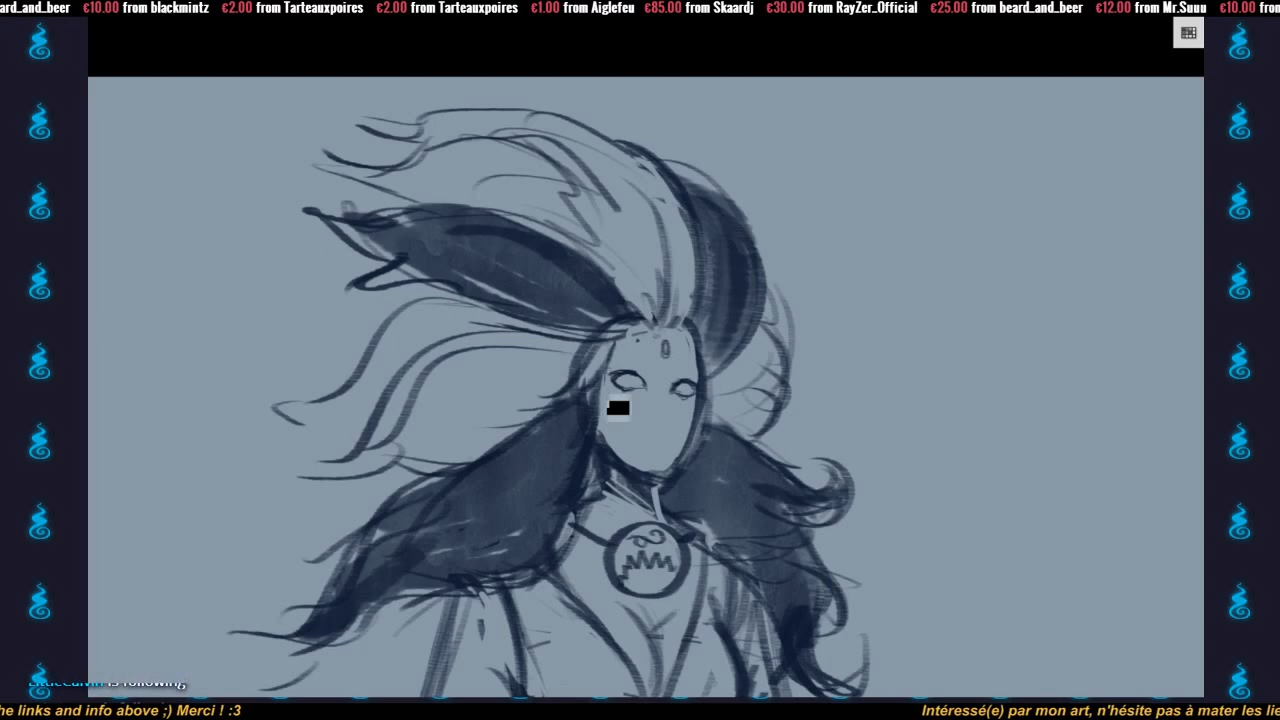 ard_and_beer €10.00 from blackmintz €2.00 from Tarteauxpoires €2.00 from Tarteauxpoires €1.00 from Aiglefeu €85.00 from Skaardj €30.00 from RayZer_Official €25.00 from beard_and_beer €12.00 from Mr.Suuu €10.00 from
LittleCalvin is following
he links and info above ;) Merci ! :3
Intéressé(e) par mon art, n'hésite pas à mater les lie